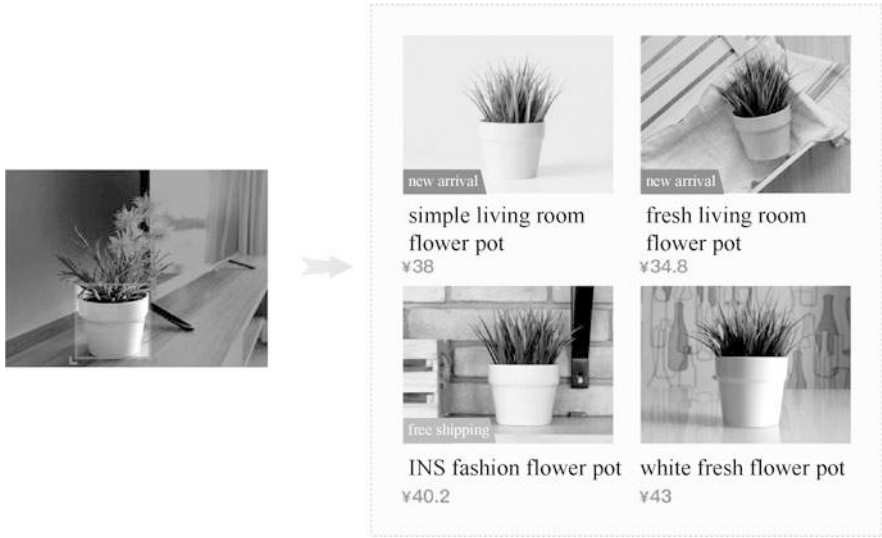 new arrival
new arrival
simple living room
flower pot
¥38
fresh living room
flower pot
¥34.8
free shipping
INS fashion flower pot
¥40.2
white fresh flower pot
¥43